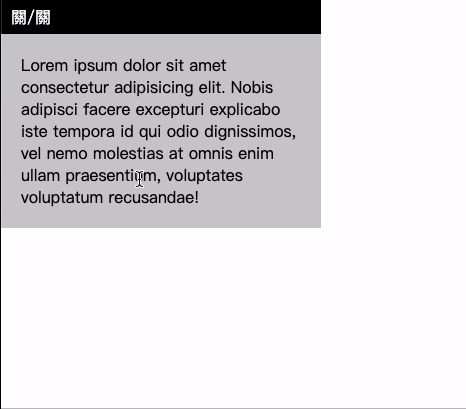 關/關
Lorem ipsum dolor sit amet
consectetur adipisicing elit. Nobis
adipisci facere excepturi explicabo
iste tempora id qui odio dignissimos,
vel nemo molestias at omnis enim
ullam praesentium, voluptates
voluptatum recusandae!